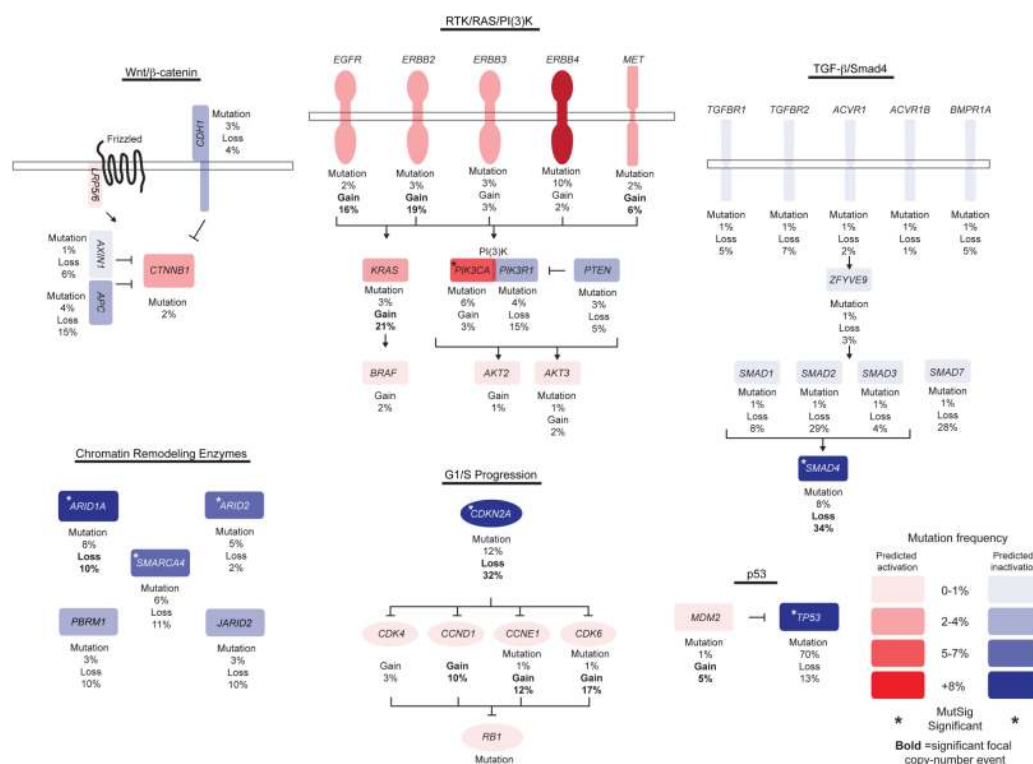 RTK/RAS/PI(3)K
EGFR
ERBB2
ERBB3
ERBB4
MET
Mutation
2%
Gain
16%
Mutation
3%
Gain
19%
Mutation
3%
Gain
3%
Mutation
10%
Gain
2%
Mutation
2%
Gain
6%
KRAS
Mutation
3%
Gain
21%
BRAF
Gain
2%
PI(3)K
*PIK3CA
Mutation
6%
Gain
3%
PIK3R1
Mutation
4%
Loss
15%
PTEN
Mutation
3%
Loss
5%
AKT2
Gain
1%
AKT3
Mutation
1%
Gain
2%
Wnt/β-catenin
Frizzled
LRP5/6
CDH1
Mutation
3%
Loss
4%
Mutation
1%
Loss
6%
AXIN1
Mutation
4%
Loss
15%
APC
CTNNB1
Mutation
2%
TGF-β/Smad4
TGFBR1
TGFBR2
ACVR1
ACVR1B
BMPR1A
Mutation
1%
Loss
5%
Mutation
1%
Loss
7%
Mutation
1%
Loss
2%
Mutation
1%
Loss
1%
Mutation
1%
Loss
5%
ZFYVE9
Mutation
1%
Loss
3%
SMAD1
Mutation
1%
Loss
8%
SMAD2
Mutation
1%
Loss
29%
SMAD3
Mutation
1%
Loss
4%
SMAD7
Mutation
1%
Loss
28%
*SMAD4
Mutation
8%
Loss
34%
Chromatin Remodeling Enzymes
*ARID1A
Mutation
8%
Loss
10%
*ARID2
Mutation
5%
Loss
2%
*SMARCA4
Mutation
6%
Loss
11%
PBRM1
Mutation
3%
Loss
10%
JARID2
Mutation
3%
Loss
10%
G1/S Progression
*CDKN2A
Mutation
12%
Loss
32%
CDK4
Gain
3%
CCND1
Gain
10%
CCNE1
Mutation
1%
Gain
12%
CDK6
Mutation
1%
Gain
17%
RB1
Mutation
p53
MDM2
Mutation
1%
Gain
5%
*TP53
Mutation
70%
Loss
13%
Mutation frequency
Predicted
activation
Predicted
inactivation
0-1%
2-4%
5-7%
+8%
* MutSig *
Significant
Bold =significant focal
copy-number event